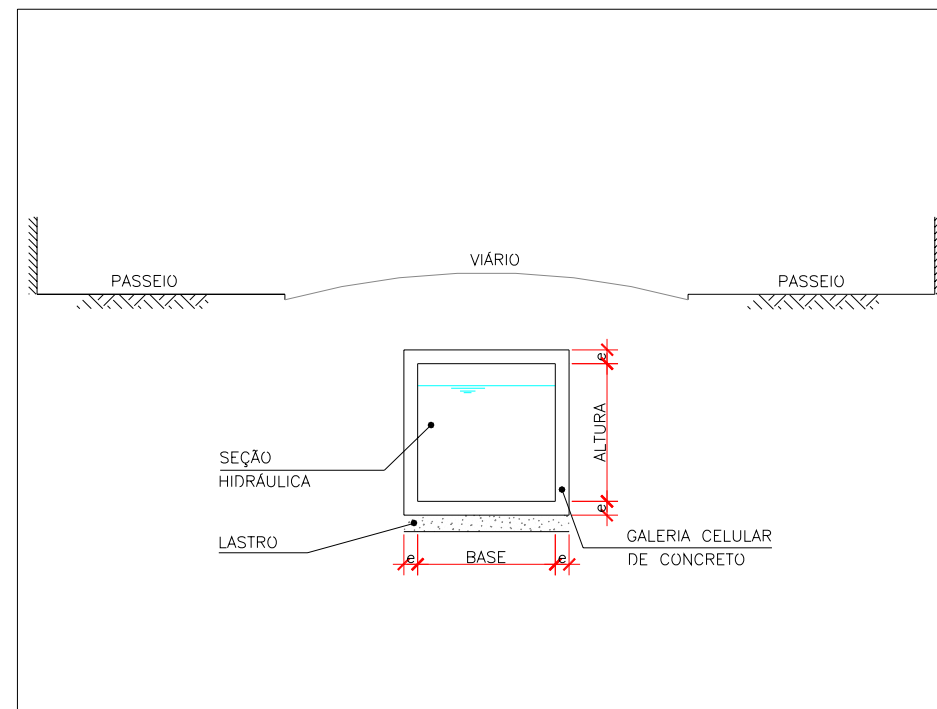 VIÁRIO
PASSEIO
PASSEIO
e
ALTURA
SEÇÃO
HIDRÁULICA
e
LASTRO
GALERIA CELULAR
DE CONCRETO
e
BASE
e